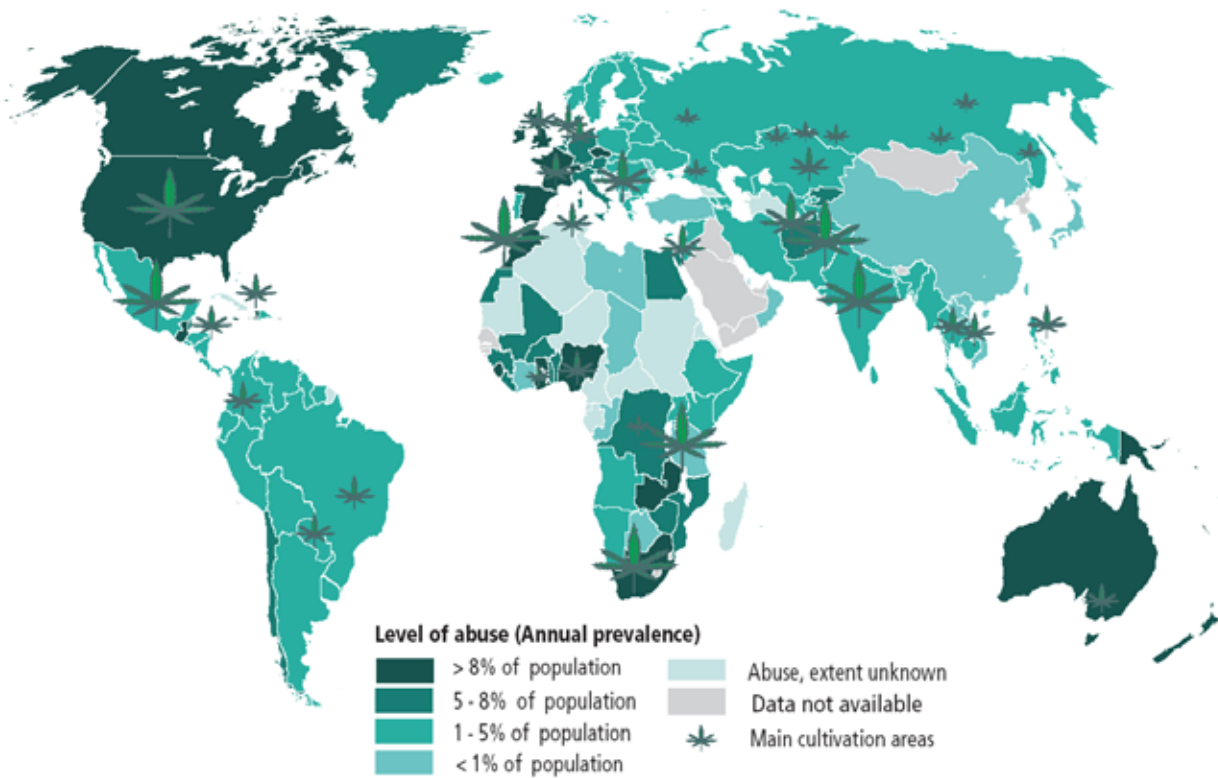 Level of abuse (Annual prevalence)
> 8% of population
5 - 8% of population
1 - 5% of population
< 1% of population
Abuse, extent unknown
Data not available
Main cultivation areas